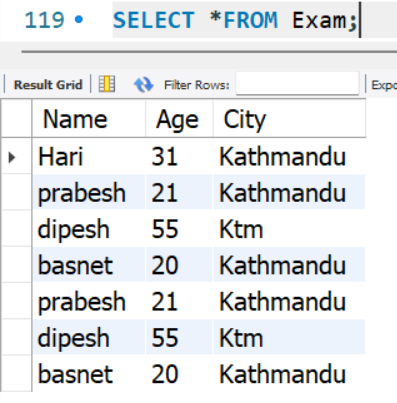 119 SELECT *FROM Exam;
Result Grid Filter Rows: Expo
Name Age City
Hari 31 Kathmandu
prabesh 21 Kathmandu
dipesh 55 Ktm
basnet 20 Kathmandu
prabesh 21 Kathmandu
dipesh 55 Ktm
basnet 20 Kathmandu